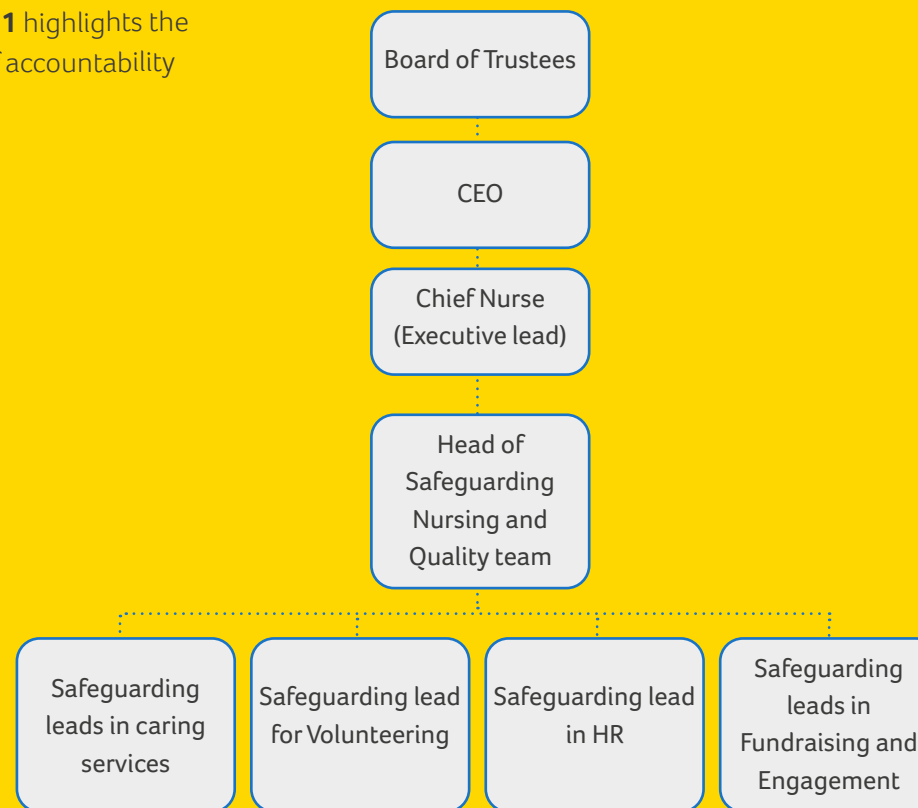 1 highlights the
accountability
Board of Trustees
CEO
Chief Nurse
(Executive lead)
Head of
Safeguarding
Nursing and
Quality team
Safeguarding
leads in caring
services
Safeguarding lead
for Volunteering
Safeguarding lead
in HR
Safeguarding
leads in
Fundraising and
Engagement